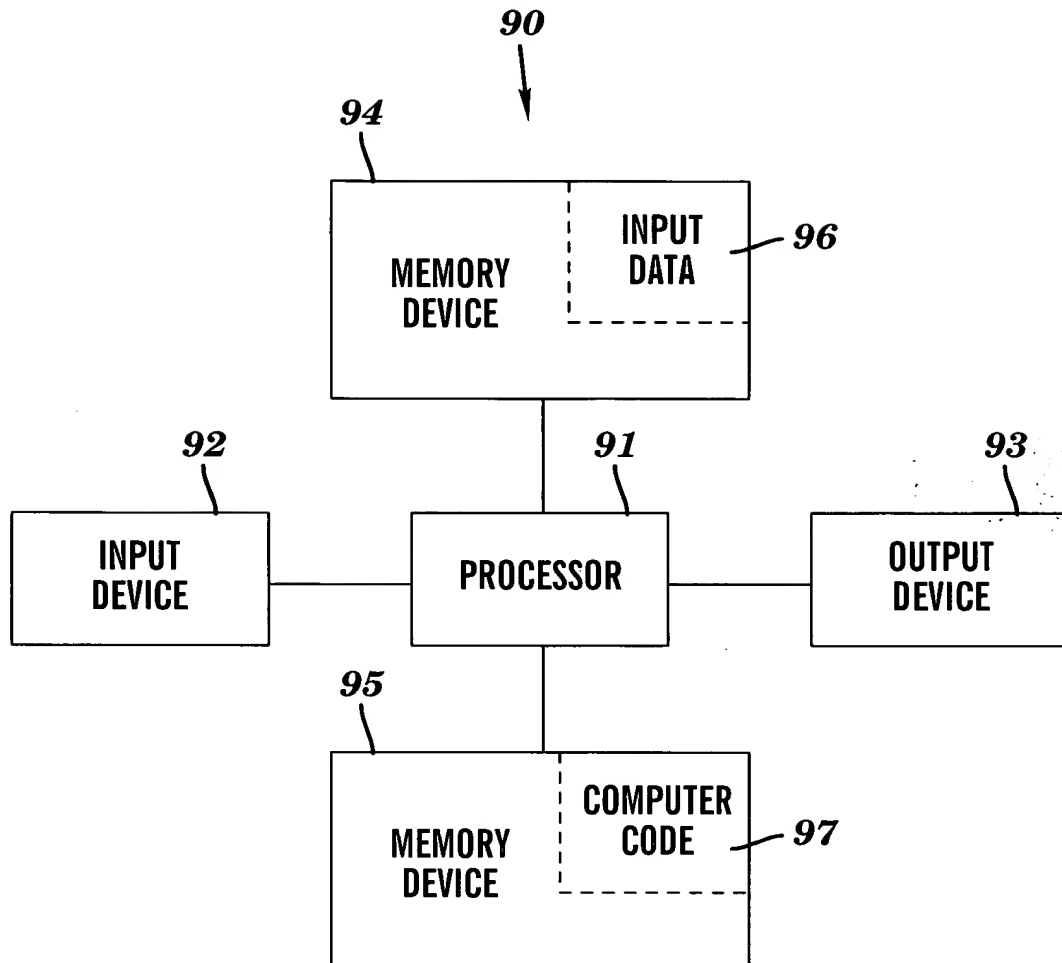 90
94
INPUT
DATA
96
MEMORY
DEVICE
92
91
93
INPUT
DEVICE
PROCESSOR
OUTPUT
DEVICE
95
COMPUTER
CODE
97
MEMORY
DEVICE